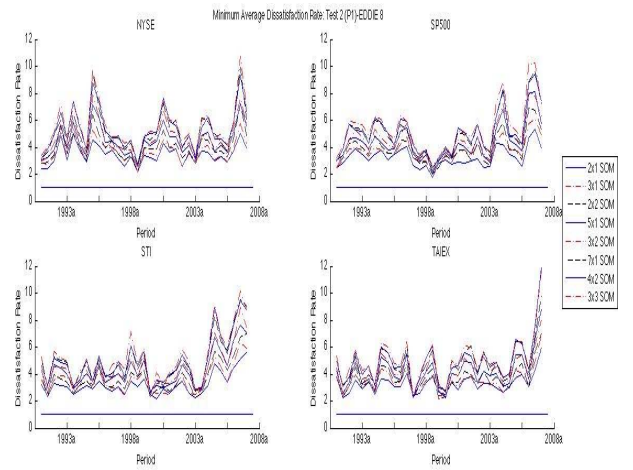 Minimum Average Dissatisfaction Rate: Test 2 (P1)-EDDIE 8
NYSE
Dissatisfaction Rate
12
10
8
6
4
2
0
1993a 1998a 2003a 2008a
Period
SP500
Dissatisfaction Rate
12
10
8
6
4
2
0
1993a 1998a 2003a 2008a
Period
STI
Dissatisfaction Rate
12
10
8
6
4
2
0
1993a 1998a 2003a 2008a
Period
TAIEX
Dissatisfaction Rate
12
10
8
6
4
2
0
1993a 1998a 2003a 2008a
Period
2x1 SOM
3x1 SOM
2x2 SOM
5x1 SOM
3x2 SOM
7x1 SOM
4x2 SOM
3x3 SOM